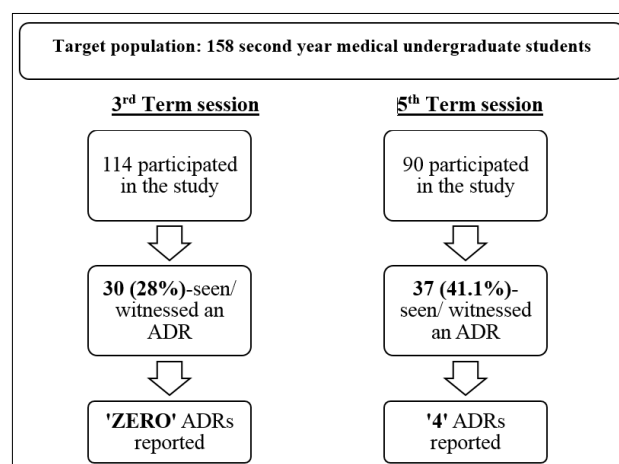 Target population: 158 second year medical undergraduate students
3rd Term session
114 participated
in the study
30 (28%)-seen/
witnessed an
ADR
'ZERO' ADRs
reported
5th Term session
90 participated
in the study
37 (41.1%)-
seen/ witnessed
an ADR
'4' ADRs
reported